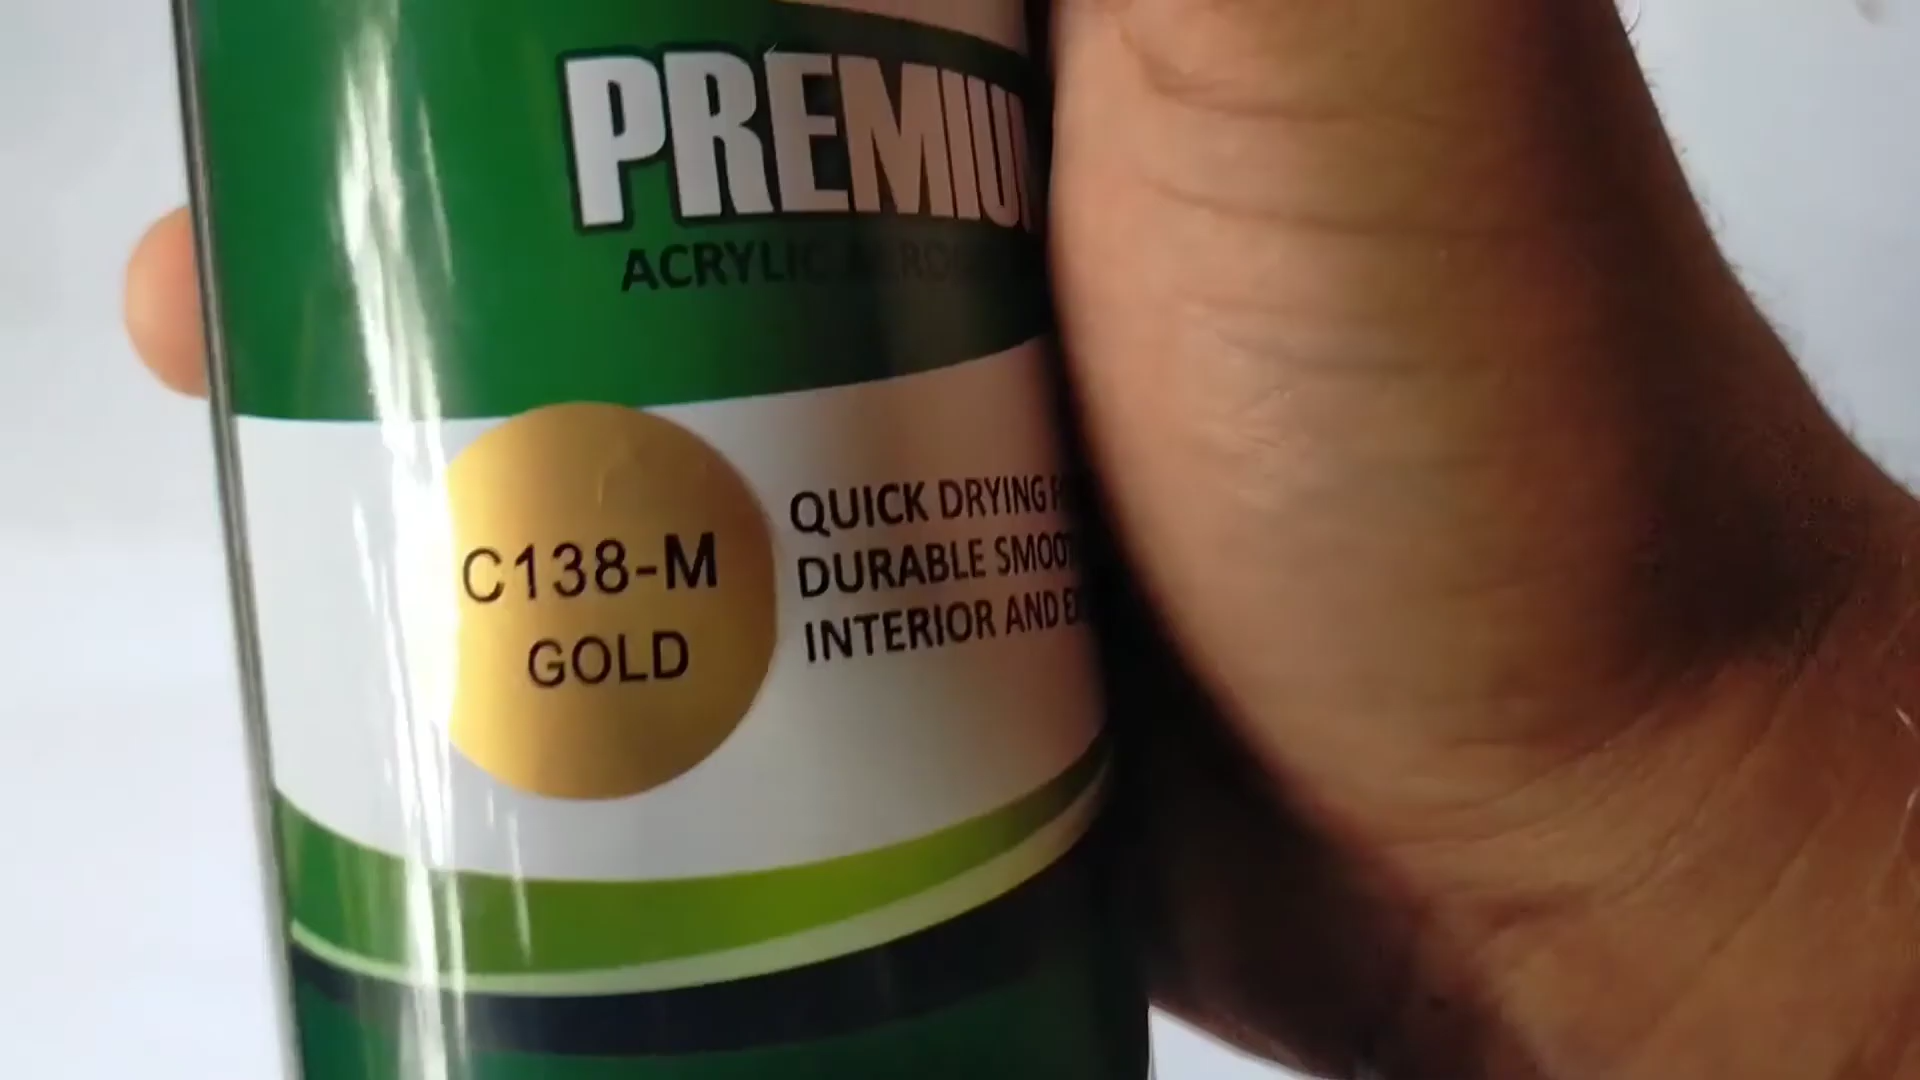 PREMIU
ACRYLIC
C138-M
GOLD
QUICK DRYING
DURABLE SMOOT
INTERIOR AND E